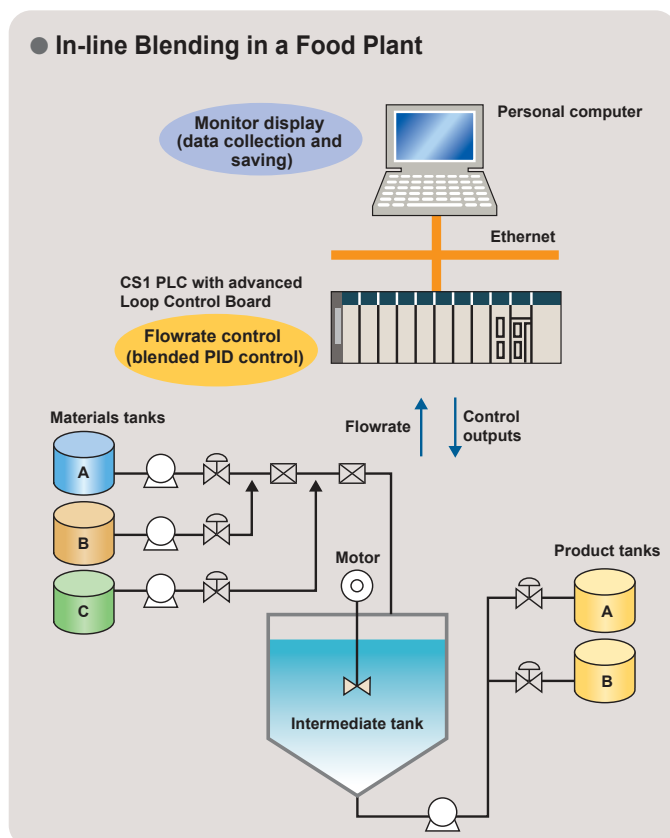 In-line Blending in a Food Plant
Monitor display
(data collection and
saving)
Personal computer
Ethernet
CS1 PLC with advanced
Loop Control Board
Flowrate control
(blended PID control)
Flowrate
Control
outputs
Materials tanks
A
B
C
Motor
Intermediate tank
Product tanks
A
B